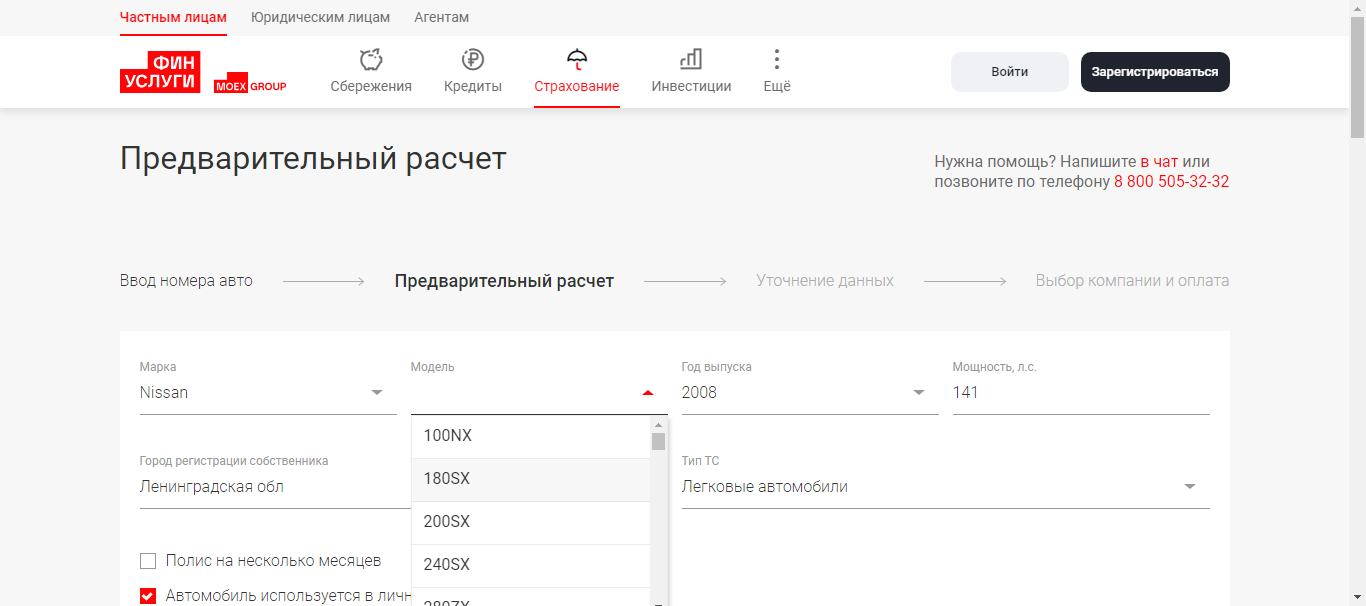 Частным лицам Юридическим лицам Агентам
ФИН УСЛУГИ MOEX GROUP
Сбережения Кредиты Страхование Инвестиции Ещё
Войти Зарегистрироваться
Предварительный расчет
Нужна помощь? Напишите в чат или
позвоните по телефону 8 800 505-32-32
Ввод номера авто Предварительный расчет Уточнение данных Выбор компании и оплата
Марка Модель Год выпуска Мощность, л.с.
Nissan 2008 141
100NX
Город регистрации собственника Тип ТС
180SX
Ленинградская обл Легковые автомобили
200SX
Полис на несколько месяцев 240SX
Автомобиль используется в личн
280ZX